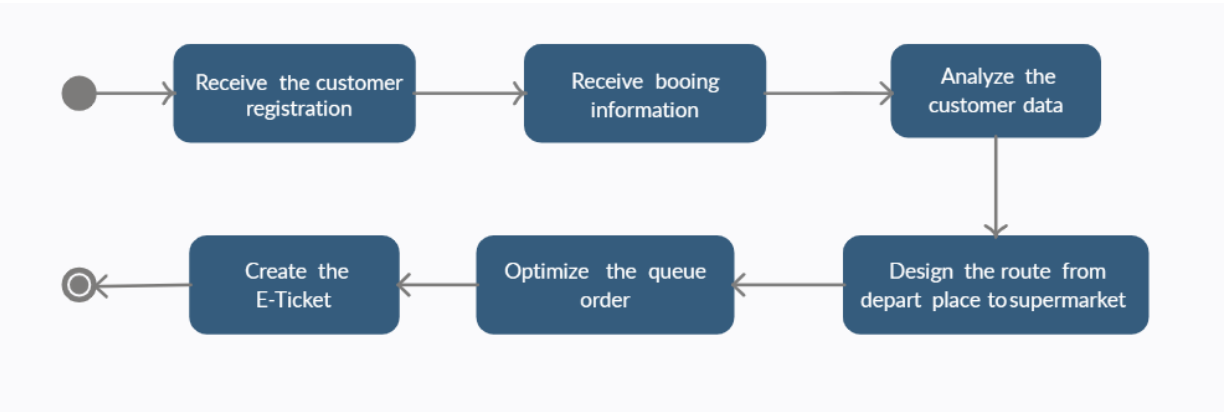 Receive the customer
registration
Receive booing
information
Analyze the
customer data
Design the route from
depart place to supermarket
Optimize the queue
order
Create the
E-Ticket